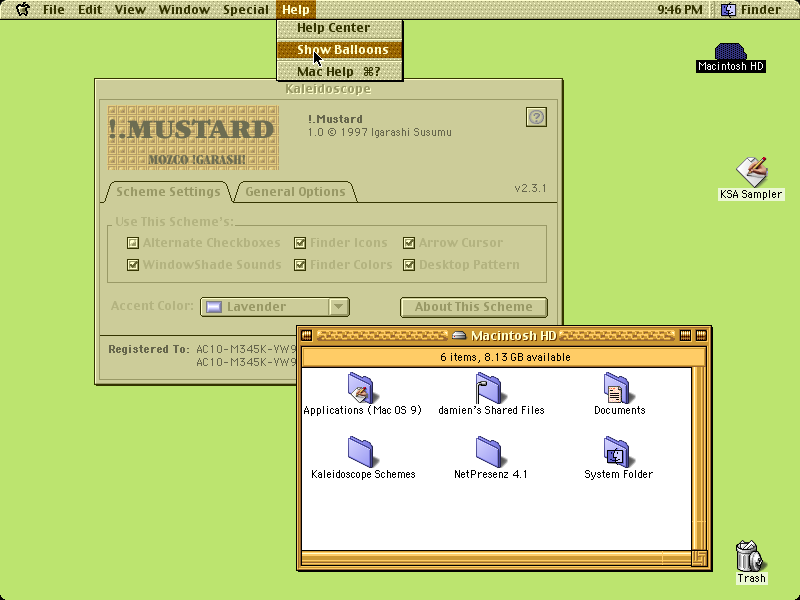 File Edit View Window Special Help 9:46 PM Finder
Help Center
Show Balloons
Mac Help ⌘?
Macintosh HD
Kaleidoscope
!.MUSTARD
MOZCO !GARASH!
!.Mustard
1.0 © 1997 Igarashi Susumu
?
KSA Sampler
Scheme Settings General Options v2.3.1
Use This Scheme's:
Alternate Checkboxes Finder Icons Arrow Cursor
WindowShade Sounds Finder Colors Desktop Pattern
Accent Color: Lavender About This Scheme
Registered To: AC10-M345K-VW9
AC10-M345K-VW9
Macintosh HD
6 items, 8.13 GB available
Applications (Mac OS 9) damien's Shared Files Documents
Kaleidoscope Schemes NetPresenz 4.1 System Folder
Trash